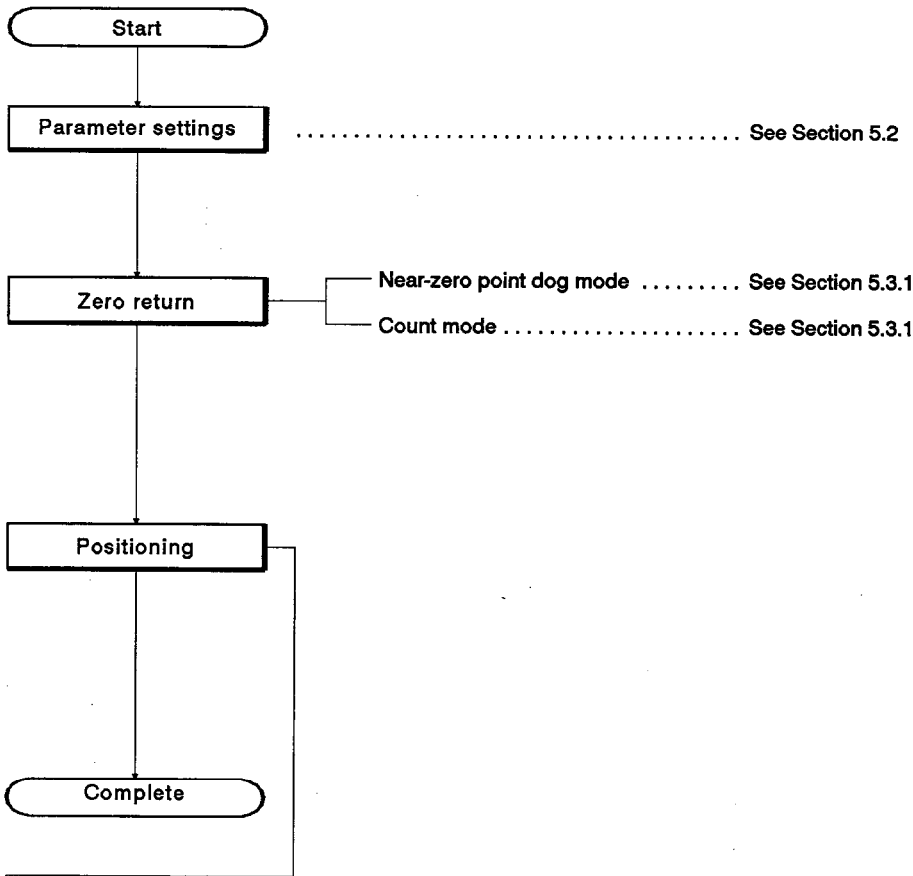 Start
Parameter settings ..................................... See Section 5.2
Zero return
Near-zero point dog mode ......... See Section 5.3.1
Count mode ..................... See Section 5.3.1
Positioning
Complete